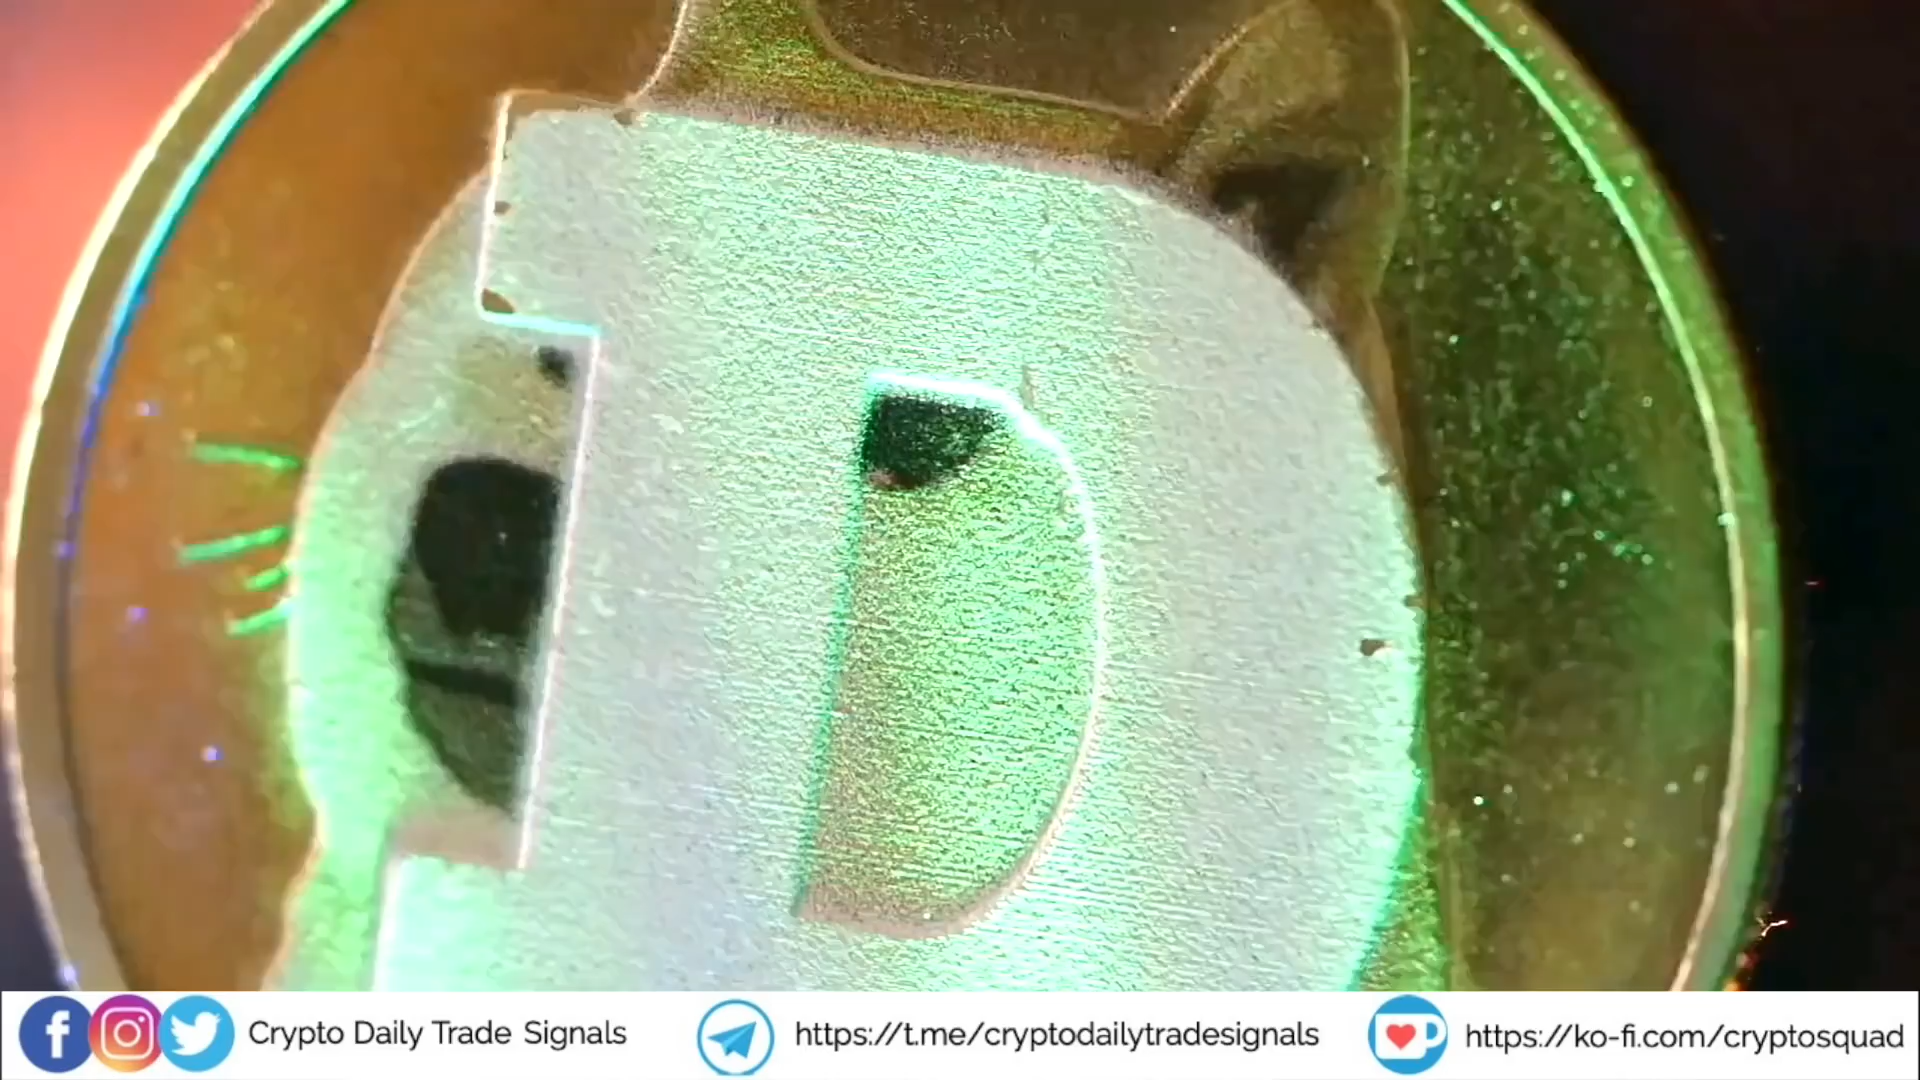 D
Crypto Daily Trade Signals
https://t.me/cryptodailytradesignals
https://ko-fi.com/cryptosquad